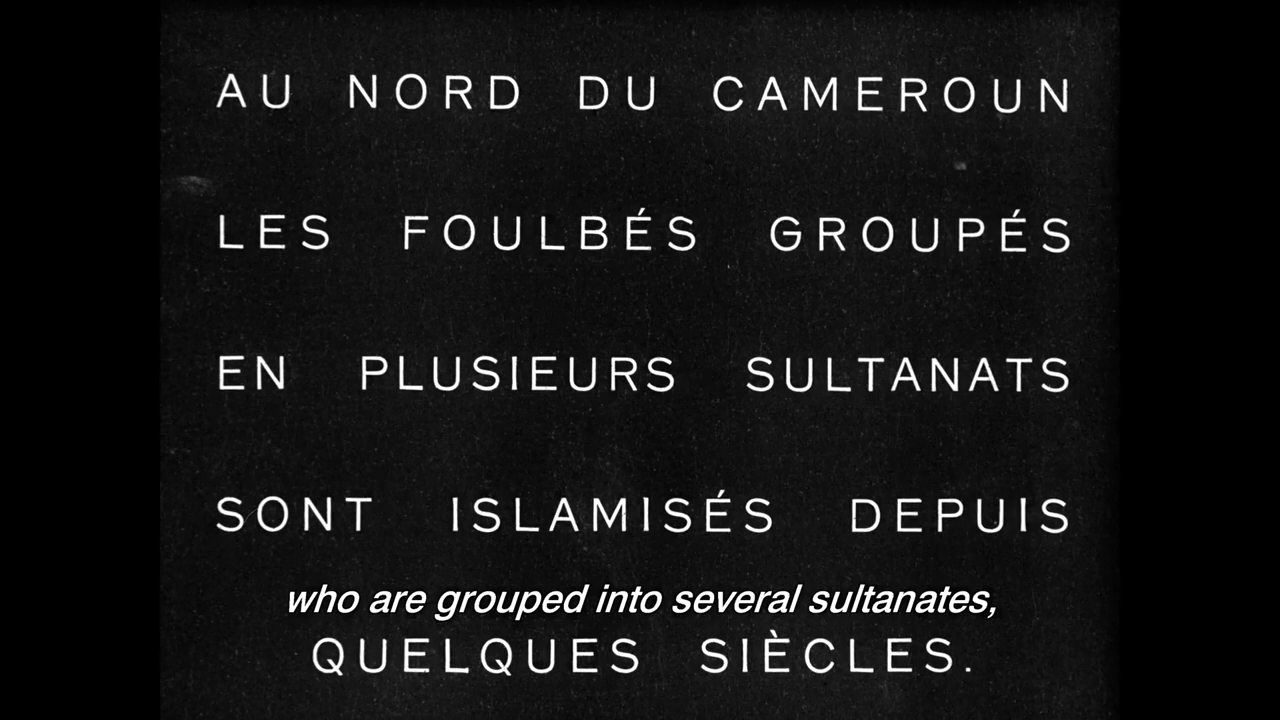 AU NORD DU CAMEROUN
LES FOULBÉS GROUPÉS
EN PLUSIEURS SULTANATS
SONT ISLAMISÉS DEPUIS
who are grouped into several sultanates,
QUELQUES SIÈCLES.